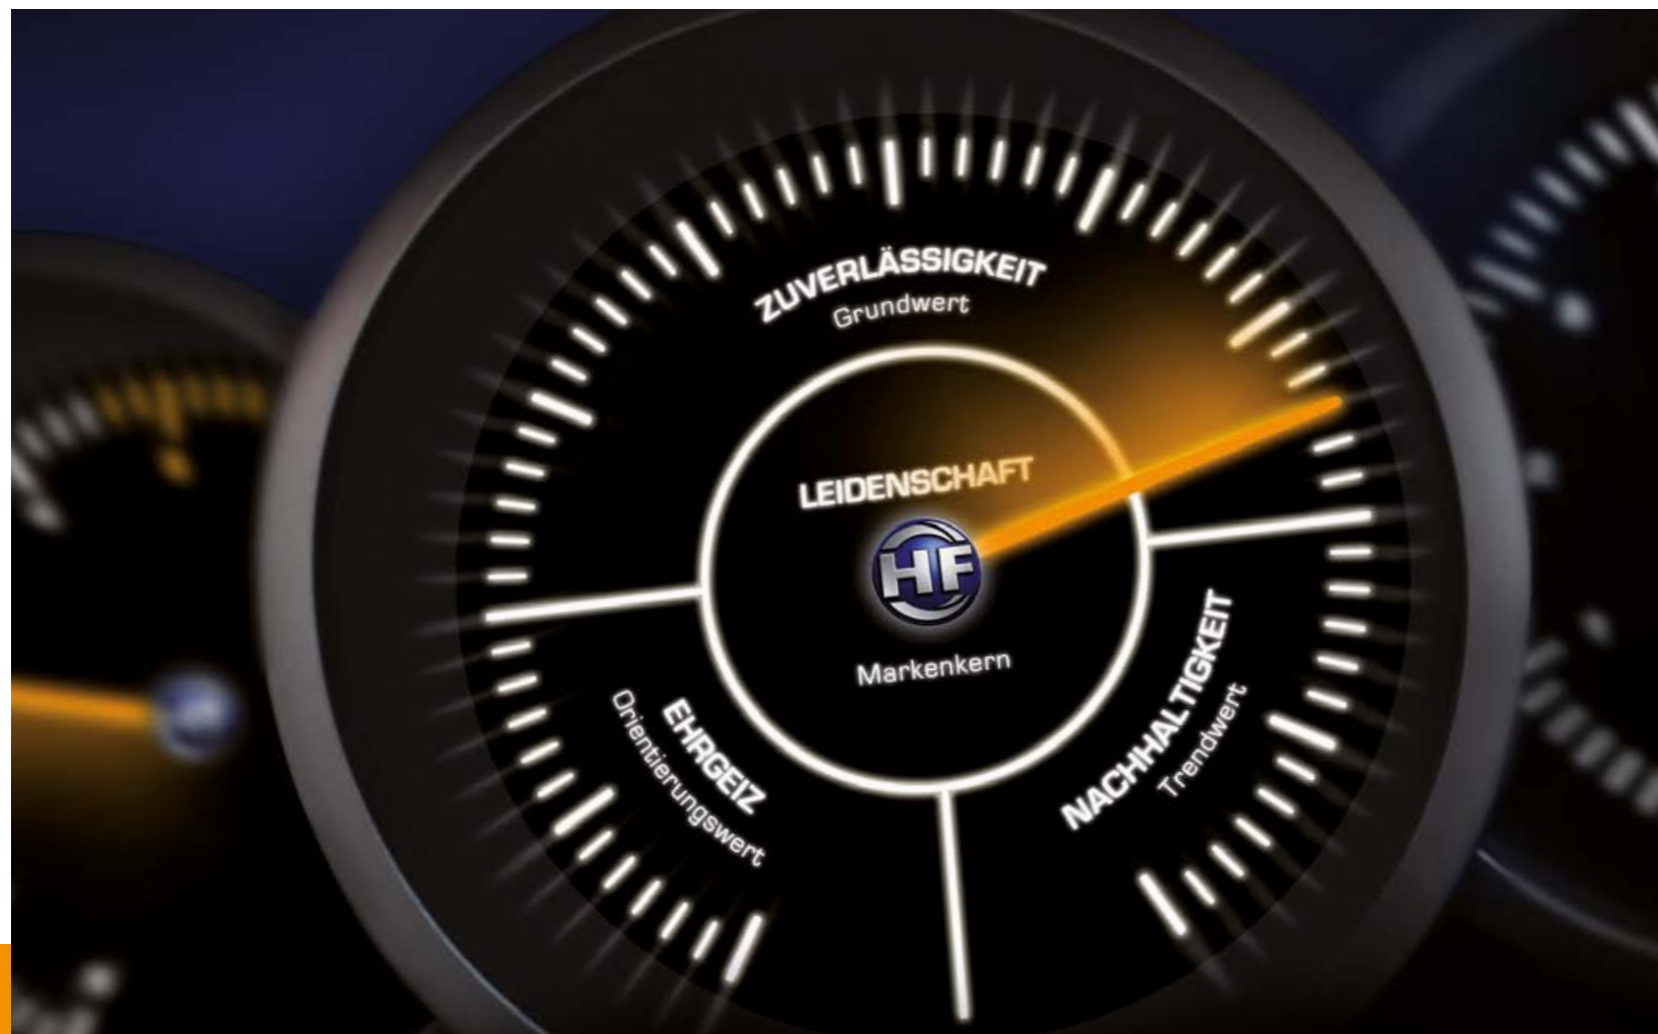 ZUVERLÄSSIGKEIT
Grundwert
LEIDENSCHAFT
HF
Markenkern
EHRGEIZ
Orientierungswert
NACHHALTIGKEIT
Trendwert